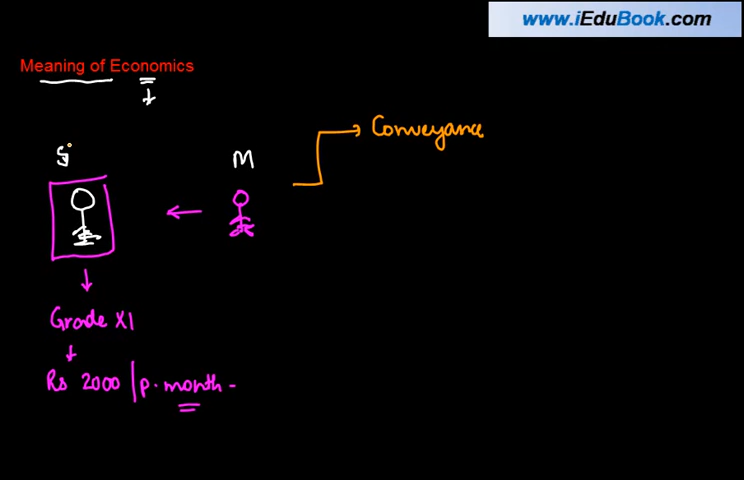 www.iEduBook.com
Meaning of Economics
Conveyance
M
Grade XI
Rs 2000 | p. month -